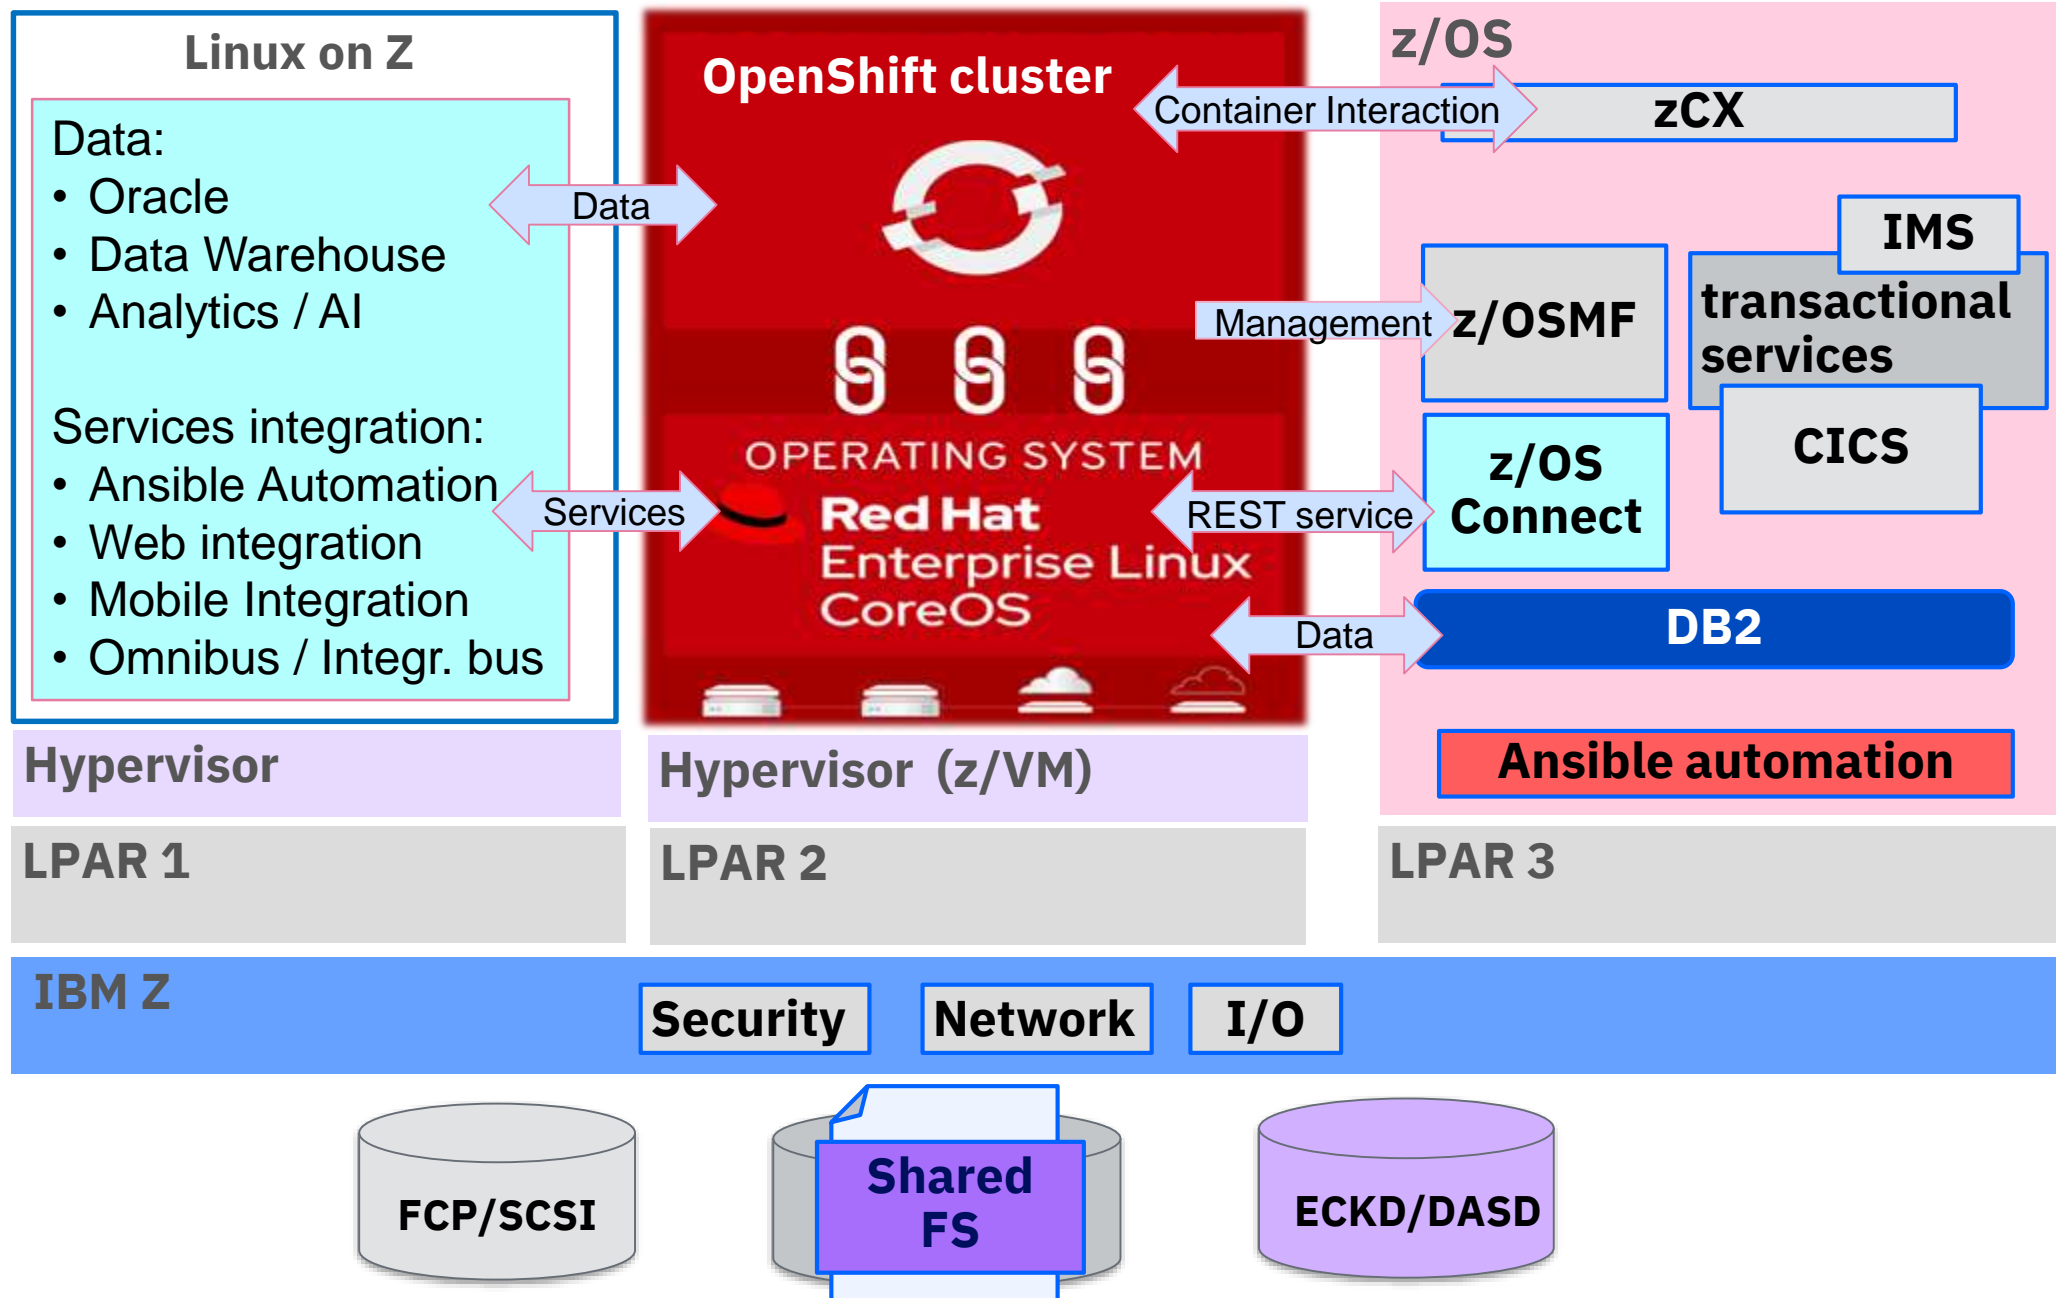 Linux on Z
Data:
• Oracle
• Data Warehouse
• Analytics / AI
Services integration:
• Ansible Automation
• Web integration
• Mobile Integration
• Omnibus / Integr. bus
Data
Services
OpenShift cluster
OPERATING SYSTEM
Red Hat
Enterprise Linux
CoreOS
Container Interaction
Management
REST service
Data
z/OS
zCX
IMS
transactional
services
CICS
z/OSMF
z/OS
Connect
DB2
Ansible automation
Hypervisor
Hypervisor (z/VM)
LPAR 1
LPAR 2
LPAR 3
IBM Z
Security
Network
I/O
FCP/SCSI
Shared
FS
ECKD/DASD